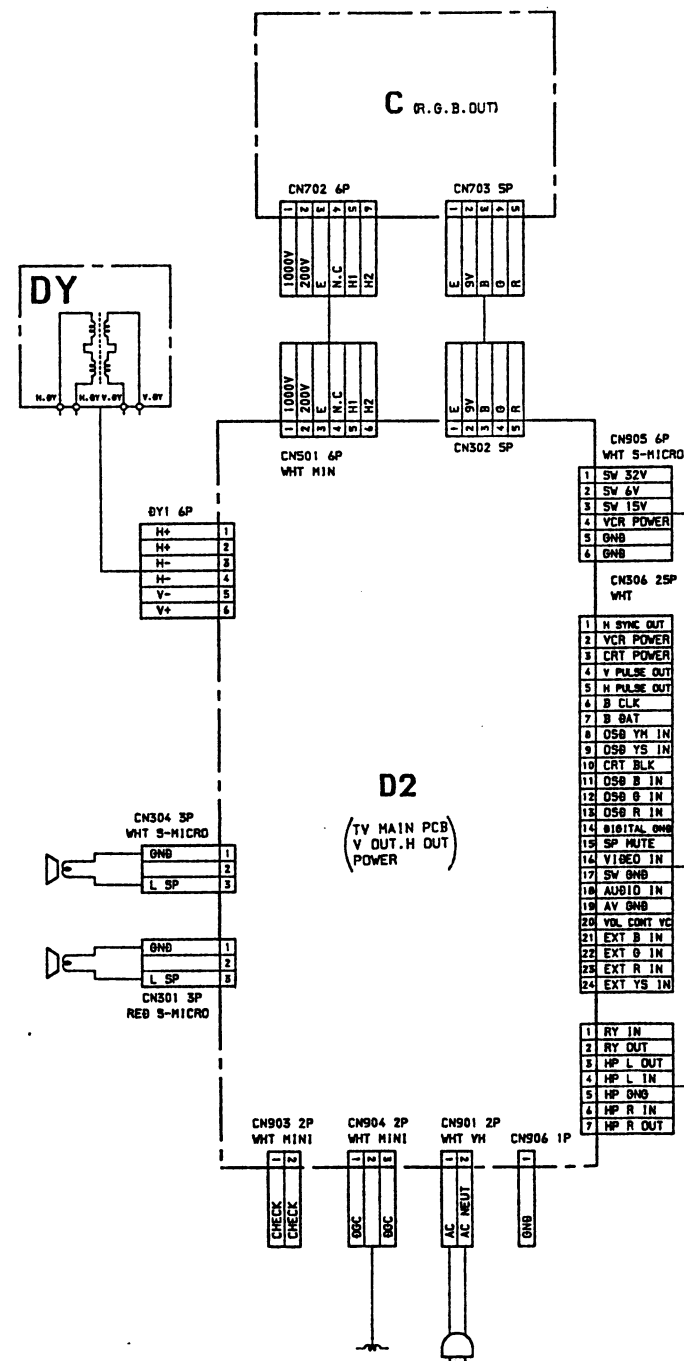 C (R.G.B.OUT)
CN702 6P
1 2 3 4 5 6
1000V
200V
E
N.C
H1
H2
CN703 5P
1 2 3 4 5
E
9V
B
G
R
DY
H.DY H.DY V.DY V.DY
1000V
200V
E
N.C
H1
H2
1 2 3 4 5 6
CN501 6P
WHT MIN
E
9V
B
G
R
1 2 3 4 5
CN302 5P
DY1 6P
H+ 1
H+ 2
H- 3
H- 4
V- 5
V+ 6
CN905 6P
WHT S-MICRO
1 SW 32V
2 SW 6V
3 SW 15V
4 VCR POWER
5 GND
6 GND
CN306 25P
WHT
1 H SYNC OUT
2 VCR POWER
3 CRT POWER
4 V PULSE OUT
5 H PULSE OUT
6 B CLK
7 B DAT
8 OSD YM IN
9 OSD YS IN
10 CRT BLK
11 OSD B IN
12 OSD G IN
13 OSD R IN
14 DIGITAL GND
15 SP MUTE
16 VIDEO IN
17 SW GND
18 AUDIO IN
19 AV GND
20 VOL CONT VC
21 EXT B IN
22 EXT G IN
23 EXT R IN
24 EXT YS IN
D2
(TV MAIN PCB
V OUT.H OUT
POWER)
CN304 3P
WHT S-MICRO
GND 1
2
L SP 3
GND 1
2
L SP 3
CN301 3P
RED S-MICRO
1 RY IN
2 RY OUT
3 HP L OUT
4 HP L IN
5 HP GND
6 HP R IN
7 HP R OUT
CN903 2P
WHT MINI
1 2
CHECK
CHECK
CN904 2P
WHT MINI
1 2 3
DGC
DGC
CN901 2P
WHT VH
1 2
AC
AC NEUT
CN906 1P
1
GND